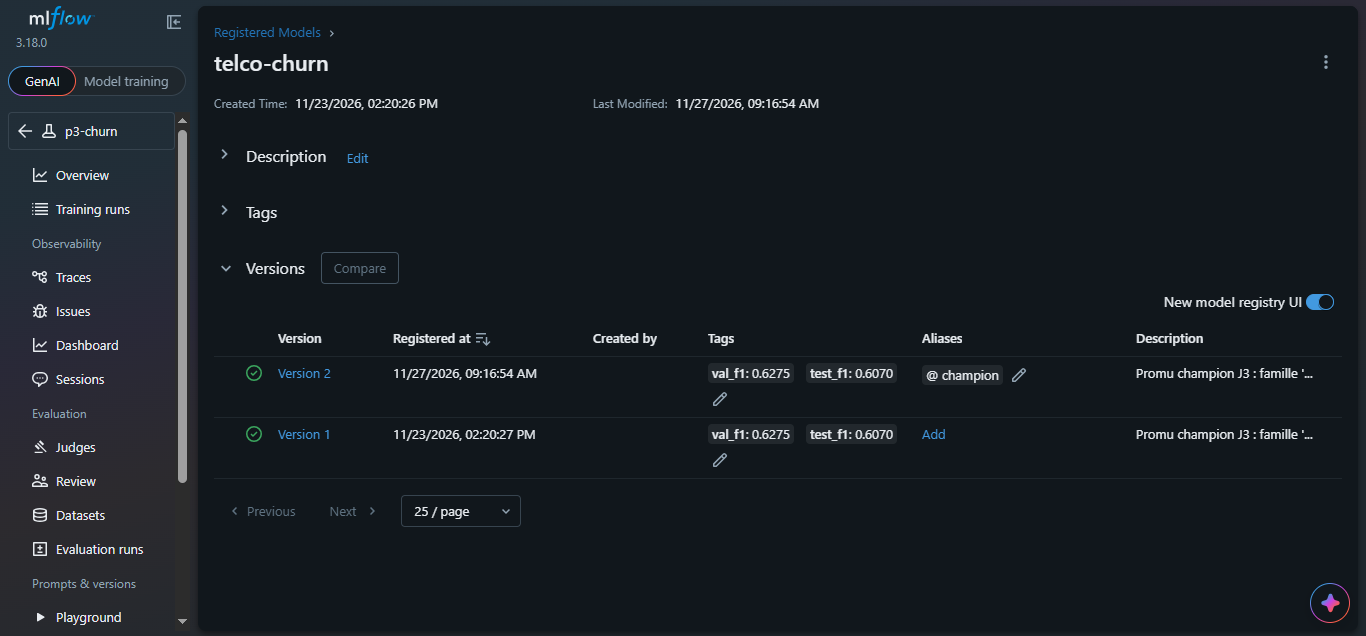 mlflow
3.18.0
GenAI Model training
p3-churn
Overview
Training runs
Observability
Traces
Issues
Dashboard
Sessions
Evaluation
Judges
Review
Datasets
Evaluation runs
Prompts & versions
Playground
Registered Models ›
telco-churn
Created Time: 11/23/2026, 02:20:26 PM Last Modified: 11/27/2026, 09:16:54 AM
Description Edit
Tags
Versions Compare
New model registry UI
Version Registered at Created by Tags Aliases Description
Version 2 11/27/2026, 09:16:54 AM val_f1: 0.6275 test_f1: 0.6070 @ champion Promu champion J3 : famille '...
Version 1 11/23/2026, 02:20:27 PM val_f1: 0.6275 test_f1: 0.6070 Add Promu champion J3 : famille '...
Previous Next 25 / page